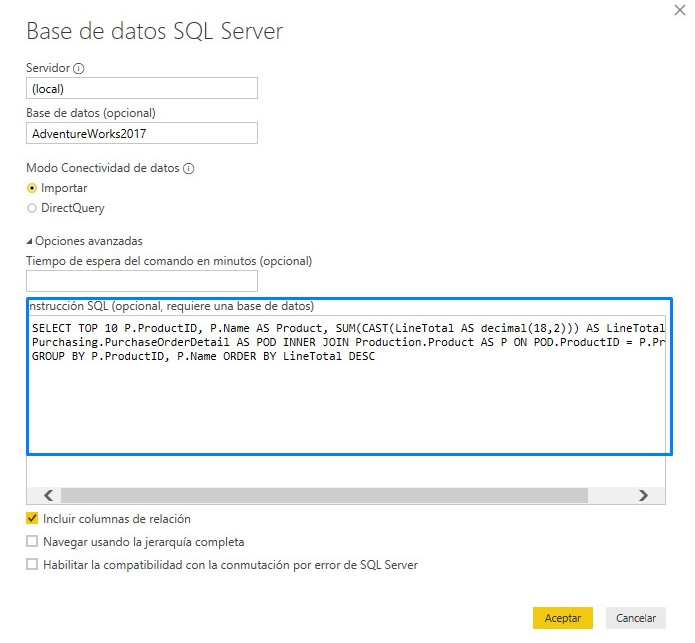 Base de datos SQL Server
Servidor
(local)
Base de datos (opcional)
AdventureWorks2017
Modo Conectividad de datos
Importar
DirectQuery
Opciones avanzadas
Tiempo de espera del comando en minutos (opcional)
Instrucción SQL (opcional, requiere una base de datos)
SELECT TOP 10 P.ProductID, P.Name AS Product, SUM(CAST(LineTotal AS decimal(18,2))) AS LineTotal
Purchasing.PurchaseOrderDetail AS POD INNER JOIN Production.Product AS P ON POD.ProductID = P.Pr
GROUP BY P.ProductID, P.Name ORDER BY LineTotal DESC
Incluir columnas de relación
Navegar usando la jerarquía completa
Habilitar la compatibilidad con la conmutación por error de SQL Server
Aceptar
Cancelar